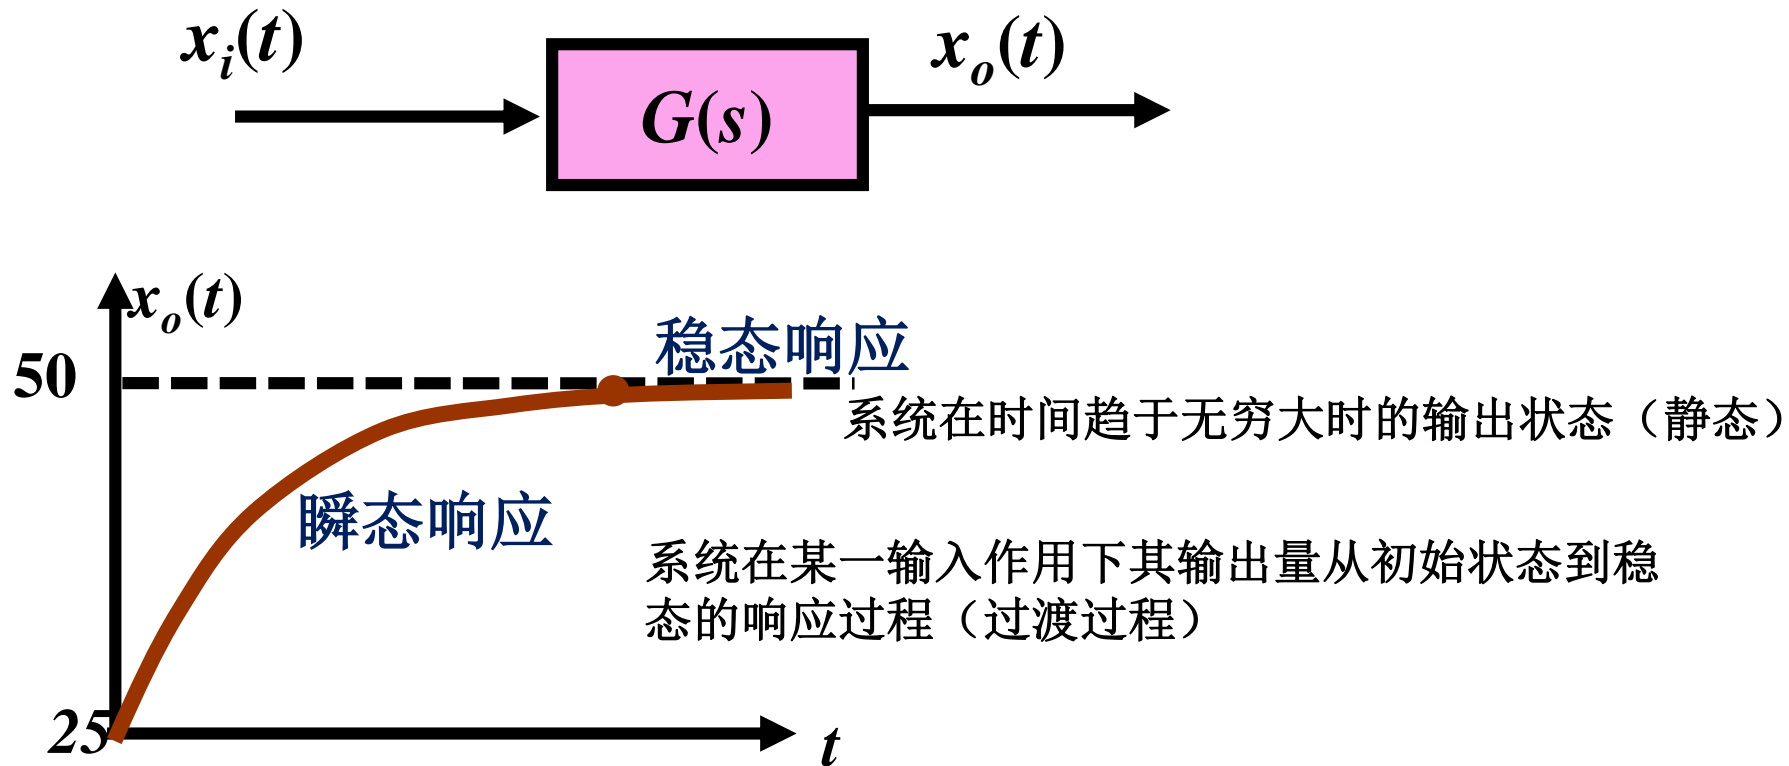 xᵢ(t)
G(s)
xₒ(t)
xₒ(t)
稳态响应
50
系统在时间趋于无穷大时的输出状态（静态）
瞬态响应
系统在某一输入作用下其输出量从初始状态到稳
态的响应过程（过渡过程）
25
t